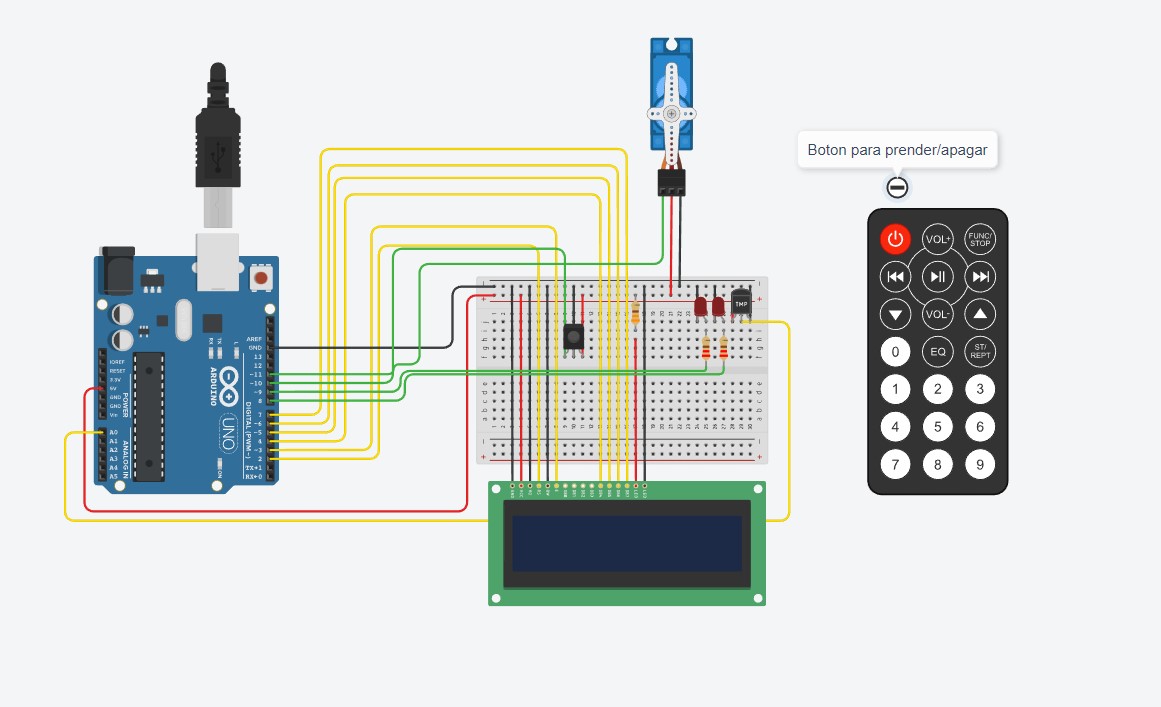 Boton para prender/apagar
VOL+
FUNC/
STOP
VOL-
0
EQ
ST/
REPT
1
2
3
4
5
6
7
8
9
TMP
AREF
GND
13
12
~11
~10
~9
8
7
~6
~5
4
~3
2
TX→1
RX←0
IOREF
RESET
3.3V
5V
GND
GND
Vin
A0
A1
A2
A3
A4
A5
POWER
ANALOG IN
DIGITAL (PWM~)
ARDUINO
UNO
TX
RX
L
ON